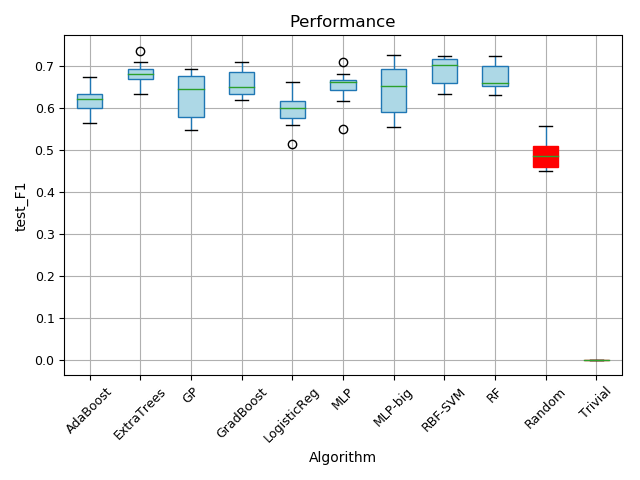 Performance
test_F1
0.7
0.6
0.5
0.4
0.3
0.2
0.1
0.0
AdaBoost
ExtraTrees
GP
GradBoost
LogisticReg
MLP
MLP-big
RBF-SVM
RF
Random
Trivial
Algorithm